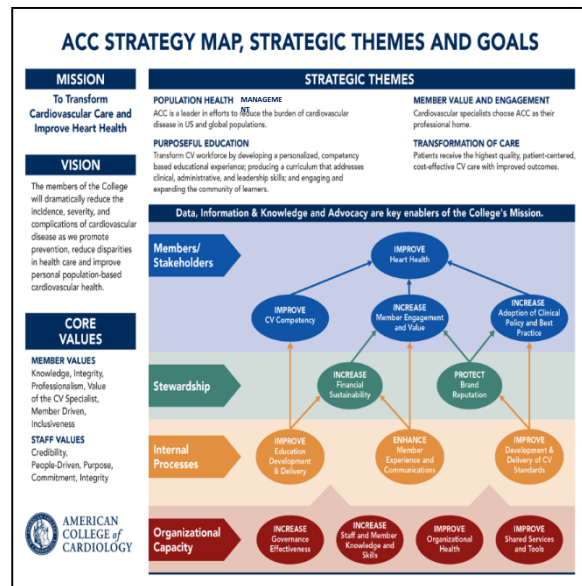 ACC STRATEGY MAP, STRATEGIC THEMES AND GOALS
MISSION
To Transform
Cardiovascular Care and
Improve Heart Health
VISION
The members of the College
will dramatically reduce the
incidence, severity, and
complications of cardiovascular
disease as we promote
prevention, reduce disparities
in health care and improve
personal population-based
cardiovascular health.
CORE
VALUES
MEMBER VALUES
Knowledge, Integrity,
Professionalism, Value
of the CV Specialist,
Member Driven,
Inclusiveness
STAFF VALUES
Credibility,
People-Driven, Purpose,
Commitment, Integrity
AMERICAN
COLLEGE of
CARDIOLOGY
STRATEGIC THEMES
POPULATION HEALTH MANAGEME
NT
ACC is a leader in efforts to reduce the burden of cardiovascular
disease in US and global populations.
PURPOSEFUL EDUCATION
Transform CV workforce by developing a personalized, competency
based educational experience; producing a curriculum that addresses
clinical, administrative, and leadership skills; and engaging and
expanding the community of learners.
MEMBER VALUE AND ENGAGEMENT
Cardiovascular specialists choose ACC as their
professional home.
TRANSFORMATION OF CARE
Patients receive the highest quality, patient-centered,
cost-effective CV care with improved outcomes.
Data, Information & Knowledge and Advocacy are key enablers of the College's Mission.
Members/
Stakeholders
IMPROVE
Heart Health
IMPROVE
CV Competency
INCREASE
Member Engagement
and Value
INCREASE
Adoption of Clinical
Policy and Best
Practice
Stewardship
INCREASE
Financial
Sustainability
PROTECT
Brand
Reputation
Internal
Processes
IMPROVE
Education
Development
& Delivery
ENHANCE
Member
Experience and
Communications
IMPROVE
Development &
Delivery of CV
Standards
Organizational
Capacity
INCREASE
Governance
Effectiveness
INCREASE
Staff and Member
Knowledge and
Skills
IMPROVE
Organizational
Health
IMPROVE
Shared Services
and Tools